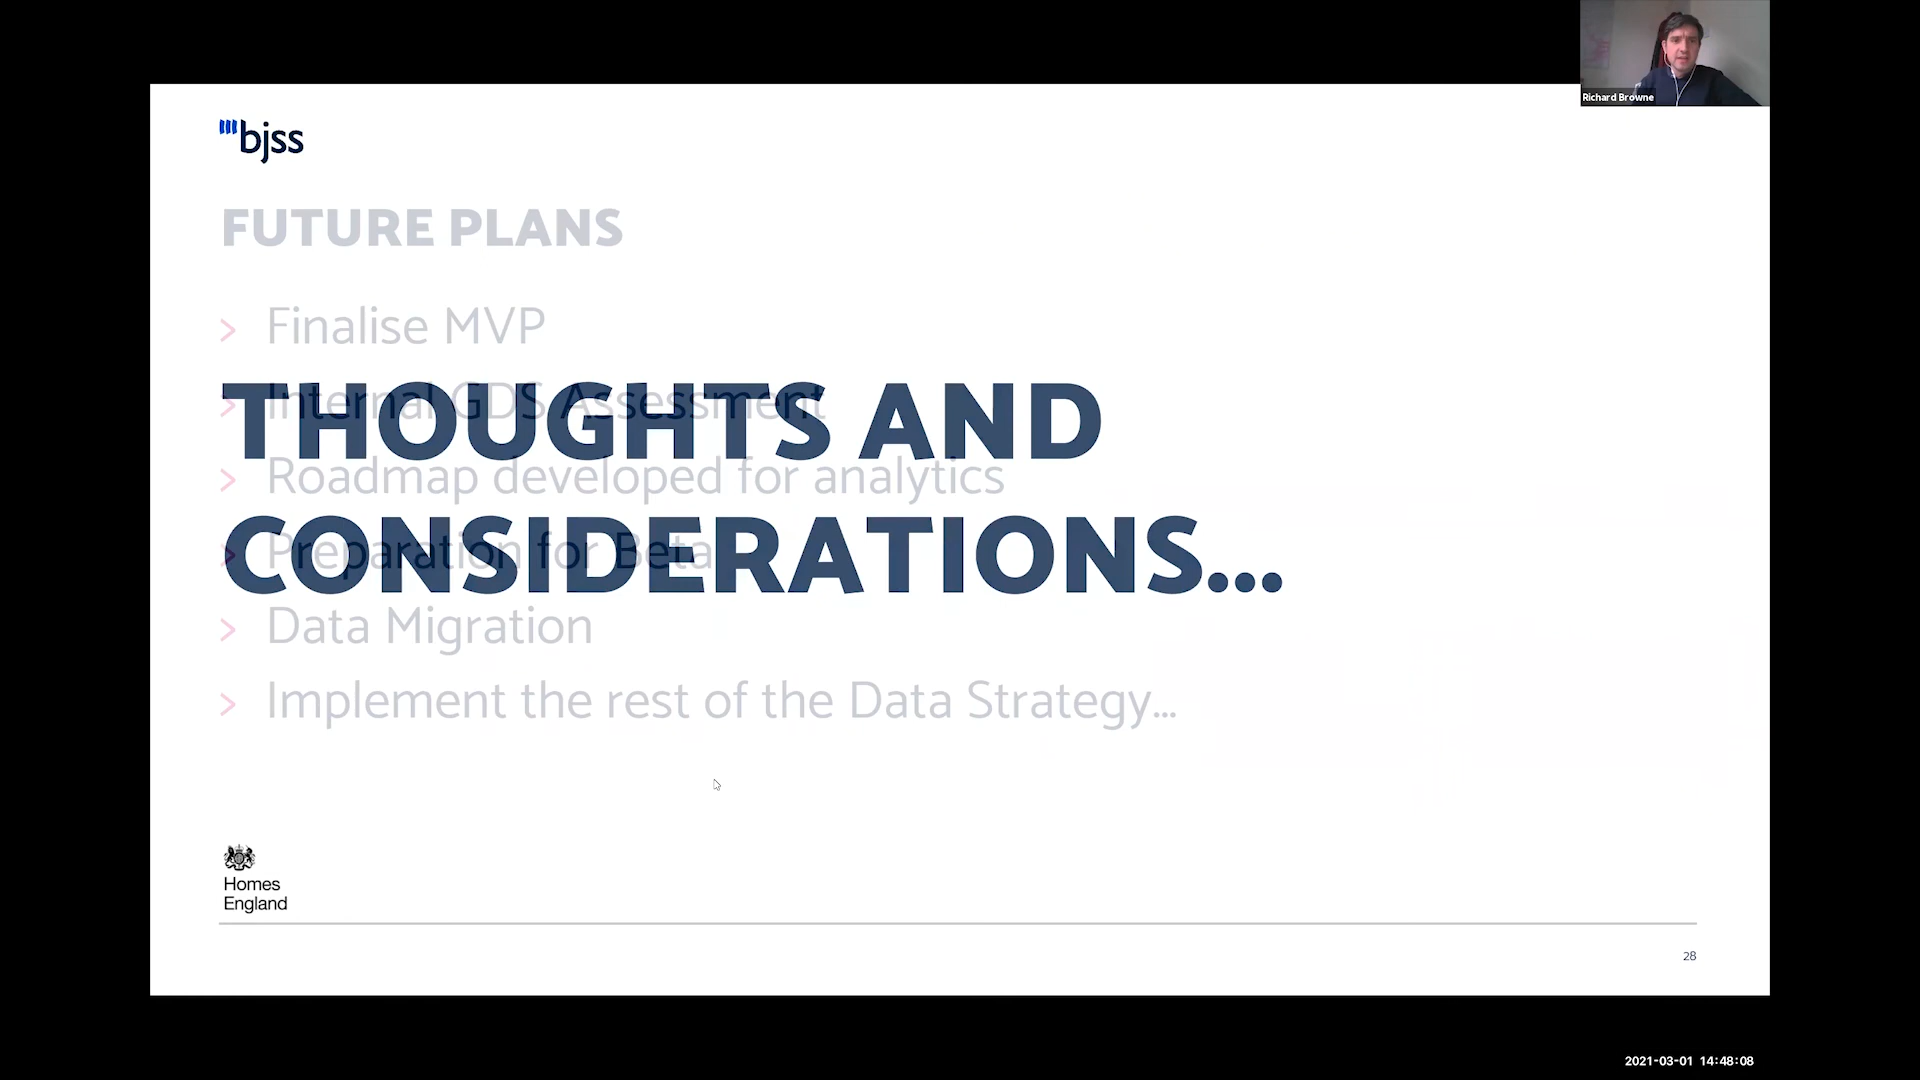 Richard Browne
bjss
FUTURE PLANS
> Finalise MVP
> Internal GDS Assessment
THOUGHTS AND
> Roadmap developed for analytics
> Preparation for Beta
CONSIDERATIONS...
> Data Migration
> Implement the rest of the Data Strategy...
Homes
England
28
2021-03-01 14:48:08